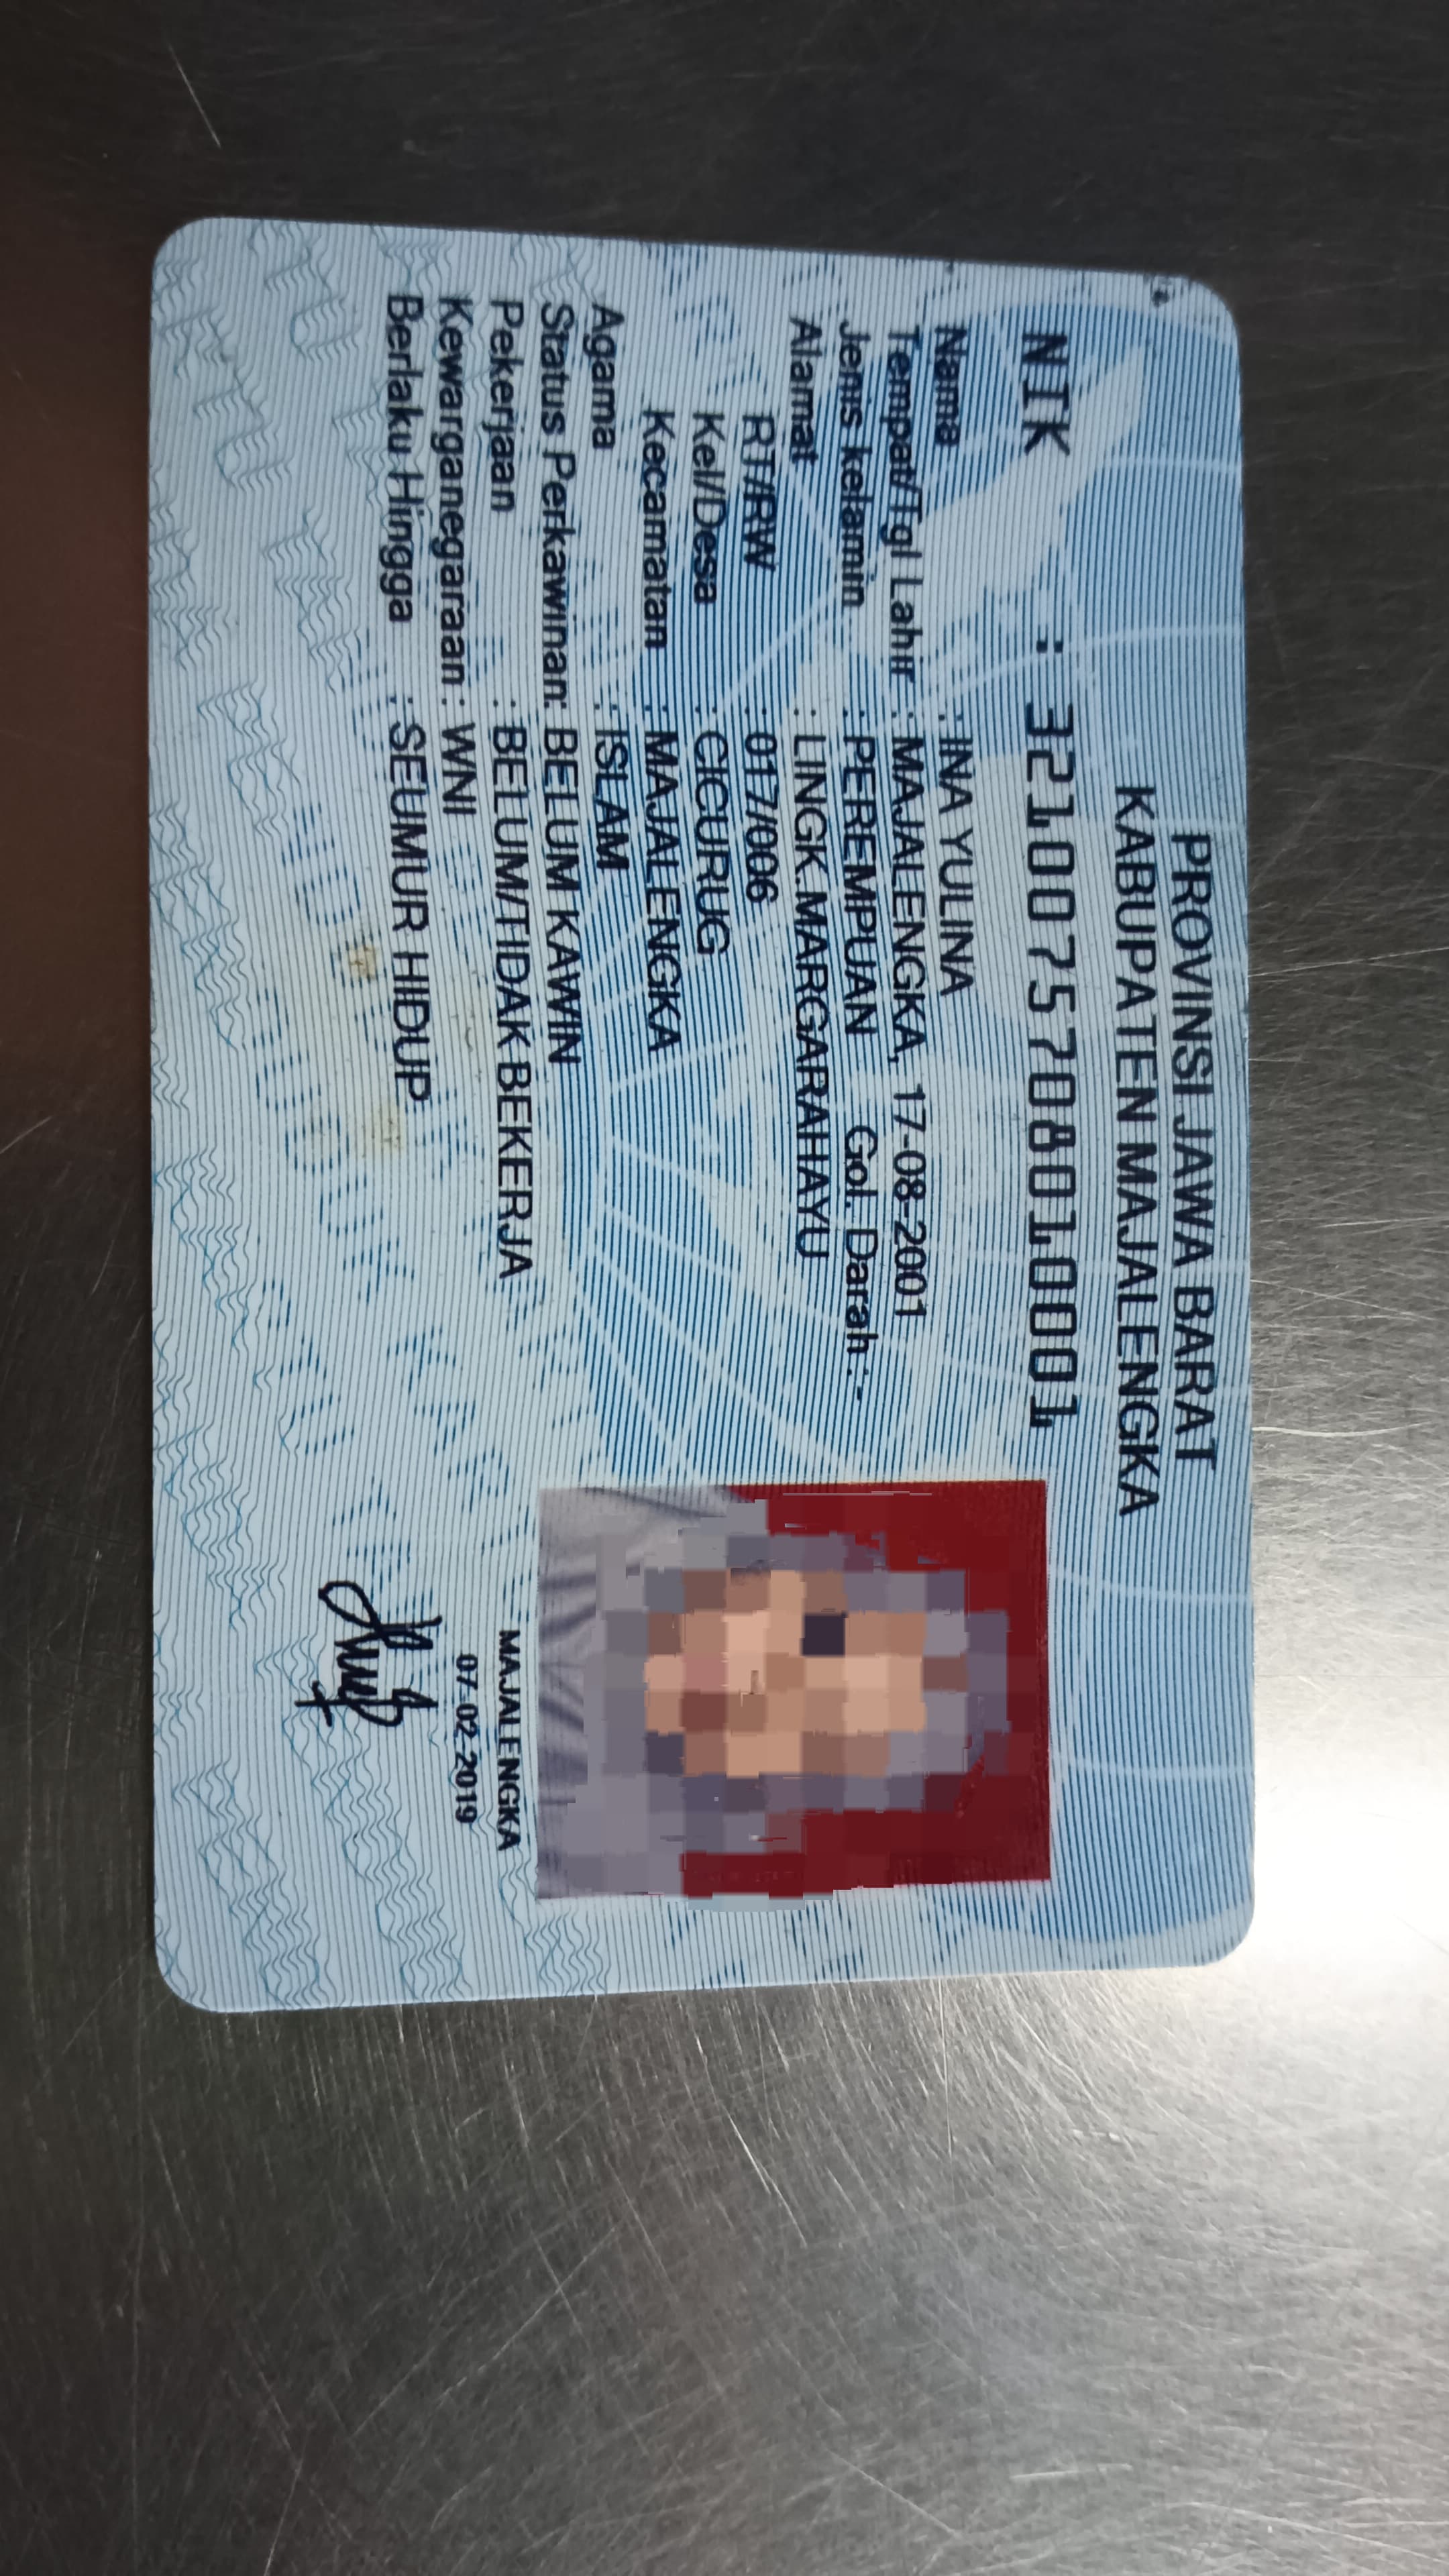 PROVINSI JAWA BARAT
KABUPATEN MAJALENGKA
NIK : 3210075708010001
Nama : INA YULINA
Tempat/Tgl Lahir : MAJALENGKA, 17-08-2001
Jenis kelamin : PEREMPUAN Gol. Darah : -
Alamat : LINGK.MARGARAHAYU
RT/RW : 017/006
Kel/Desa : CICURUG
Kecamatan : MAJALENGKA
Agama : ISLAM
Status Perkawinan: BELUM KAWIN
Pekerjaan : BELUM/TIDAK BEKERJA
Kewarganegaraan : WNI
Berlaku Hingga : SEUMUR HIDUP
MAJALENGKA
07-02-2019